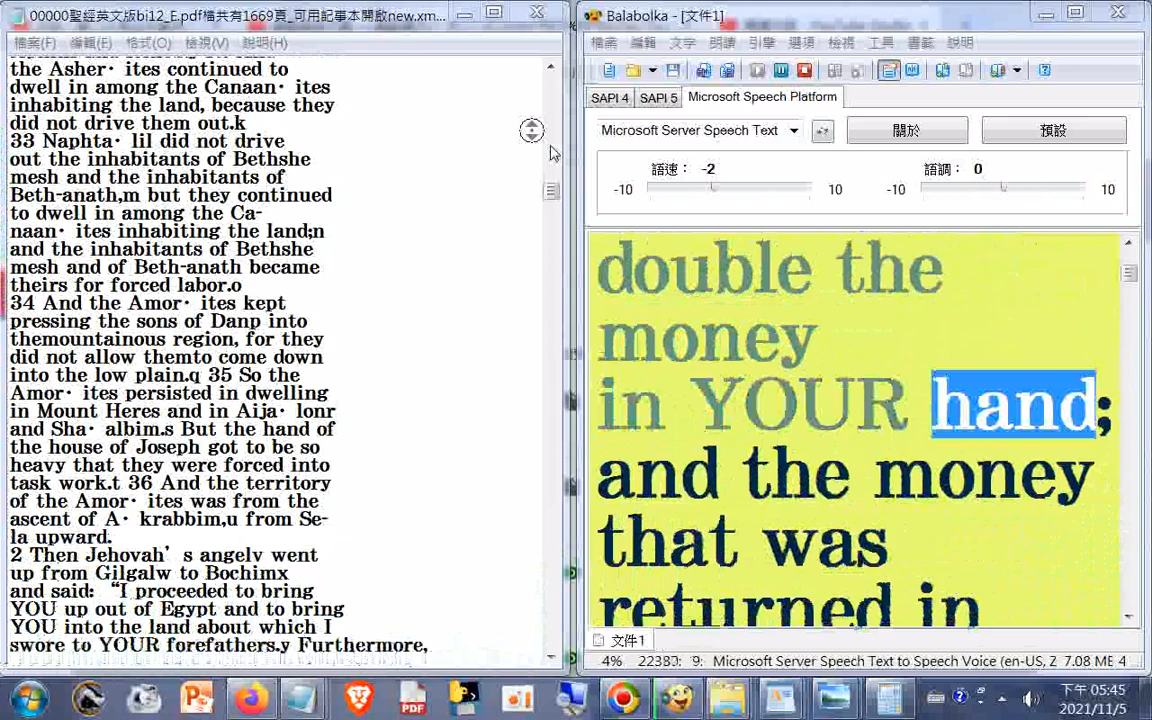 00000聖經英文版bi12_E.pdf檔共有1669頁_可用記事本開啟new.xm...
檔案(F) 編輯(E) 格式(O) 檢視(V) 說明(H)
the Asher· ites continued to
dwell in among the Canaan· ites
inhabiting the land, because they
did not drive them out.k
33 Naphta· lil did not drive
out the inhabitants of Bethshe
mesh and the inhabitants of
Beth-anath,m but they continued
to dwell in among the Ca-
naan· ites inhabiting the land;n
and the inhabitants of Bethshe
mesh and of Beth-anath became
theirs for forced labor.o
34 And the Amor· ites kept
pressing the sons of Danp into
themountainous region, for they
did not allow themto come down
into the low plain.q 35 So the
Amor· ites persisted in dwelling
in Mount Heres and in Aija· lonr
and Sha· albim.s But the hand of
the house of Joseph got to be so
heavy that they were forced into
task work.t 36 And the territory
of the Amor· ites was from the
ascent of A· krabbim,u from Se-
la upward.
2 Then Jehovah’ s angelv went
up from Gilgalw to Bochimx
and said: “I proceeded to bring
YOU up out of Egypt and to bring
YOU into the land about which I
swore to YOUR forefathers.y Furthermore,
Balabolka - [文件1]
檔案 編輯 文字 朗讀 引擎 選項 檢視 工具 書籤 說明
SAPI 4 SAPI 5 Microsoft Speech Platform
Microsoft Server Speech Text 關於 預設
語速： -2 語調： 0
-10 10 -10 10
double the
money
in YOUR hand;
and the money
that was
returned in
文件1
4% 9: Microsoft Server Speech Text to Speech Voice (en-US, Z 7.08 ME 4
PDF
下午 05:45
2021/11/5